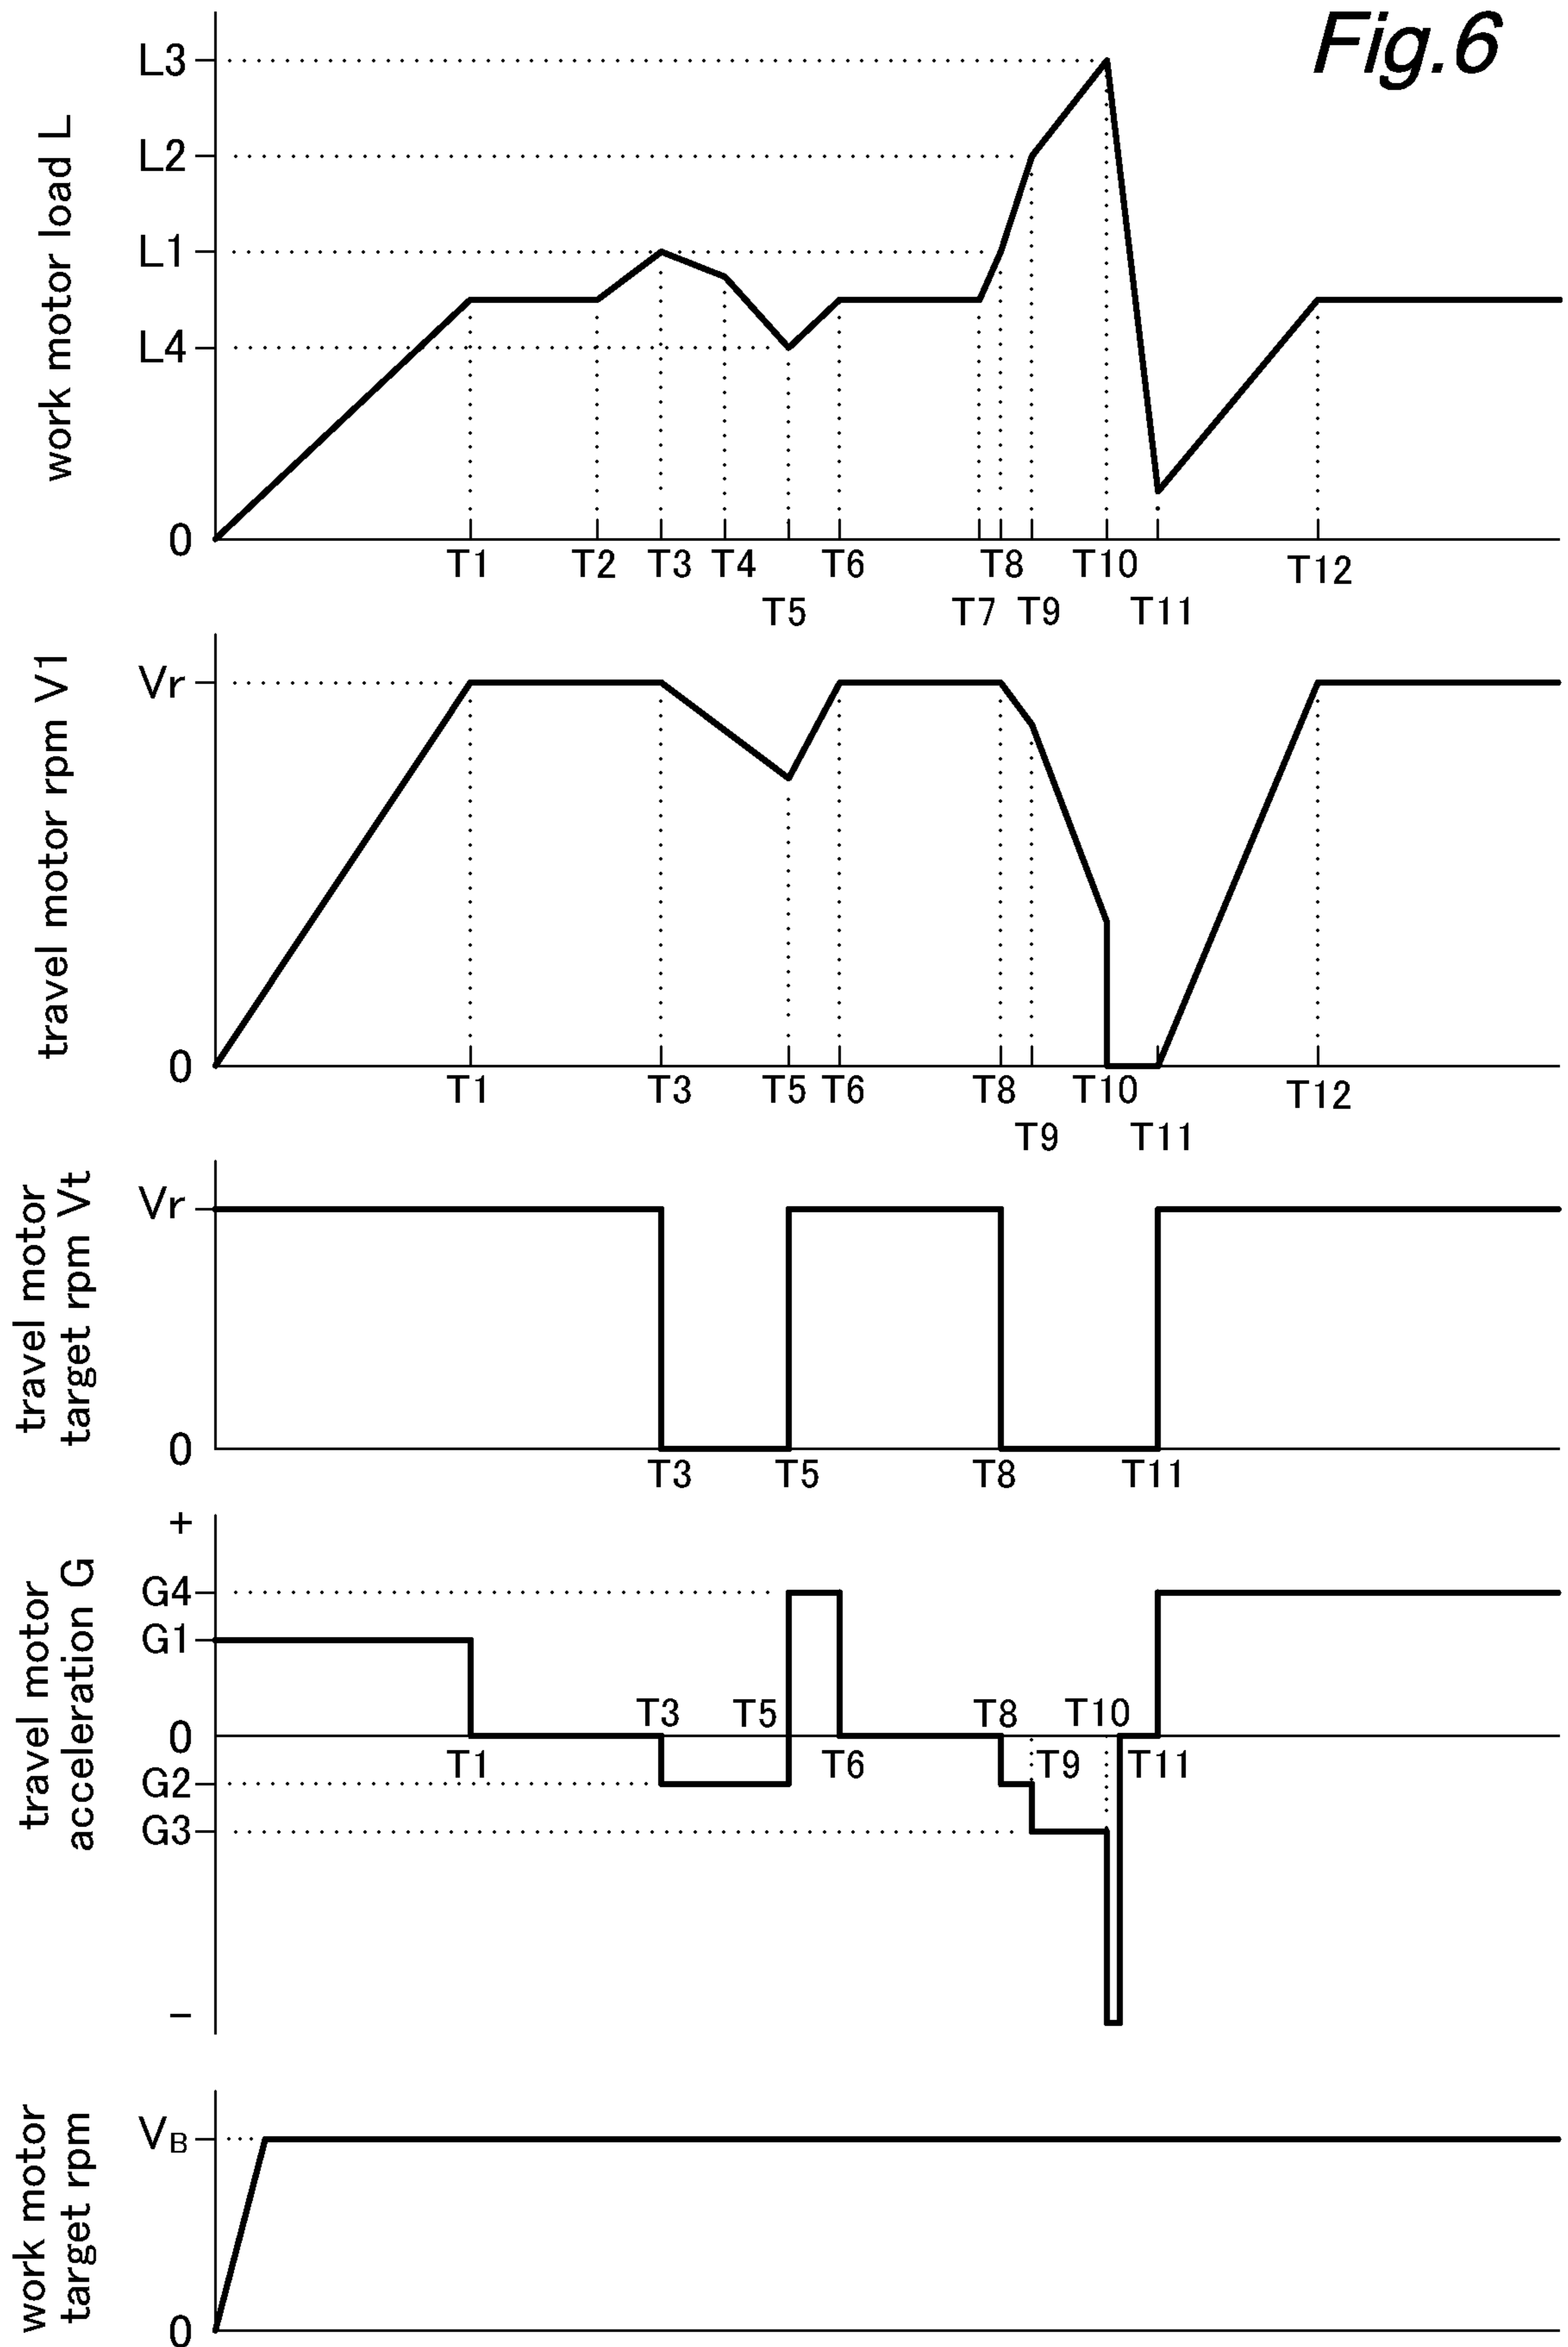 Fig.6
work motor load L
L3
L2
L1
L4
0
T1 T2 T3 T4 T6 T8 T10 T12
T5 T7 T9 T11
travel motor rpm V1
Vr
0
T1 T3 T5 T6 T8 T10 T12
T9 T11
travel motor
target rpm Vt
Vr
0
T3 T5 T8 T11
travel motor
acceleration G
+
G4
G1
0
G2
G3
−
T3 T5 T8 T10
T1 T6 T9 T11
work motor
target rpm
VB
0